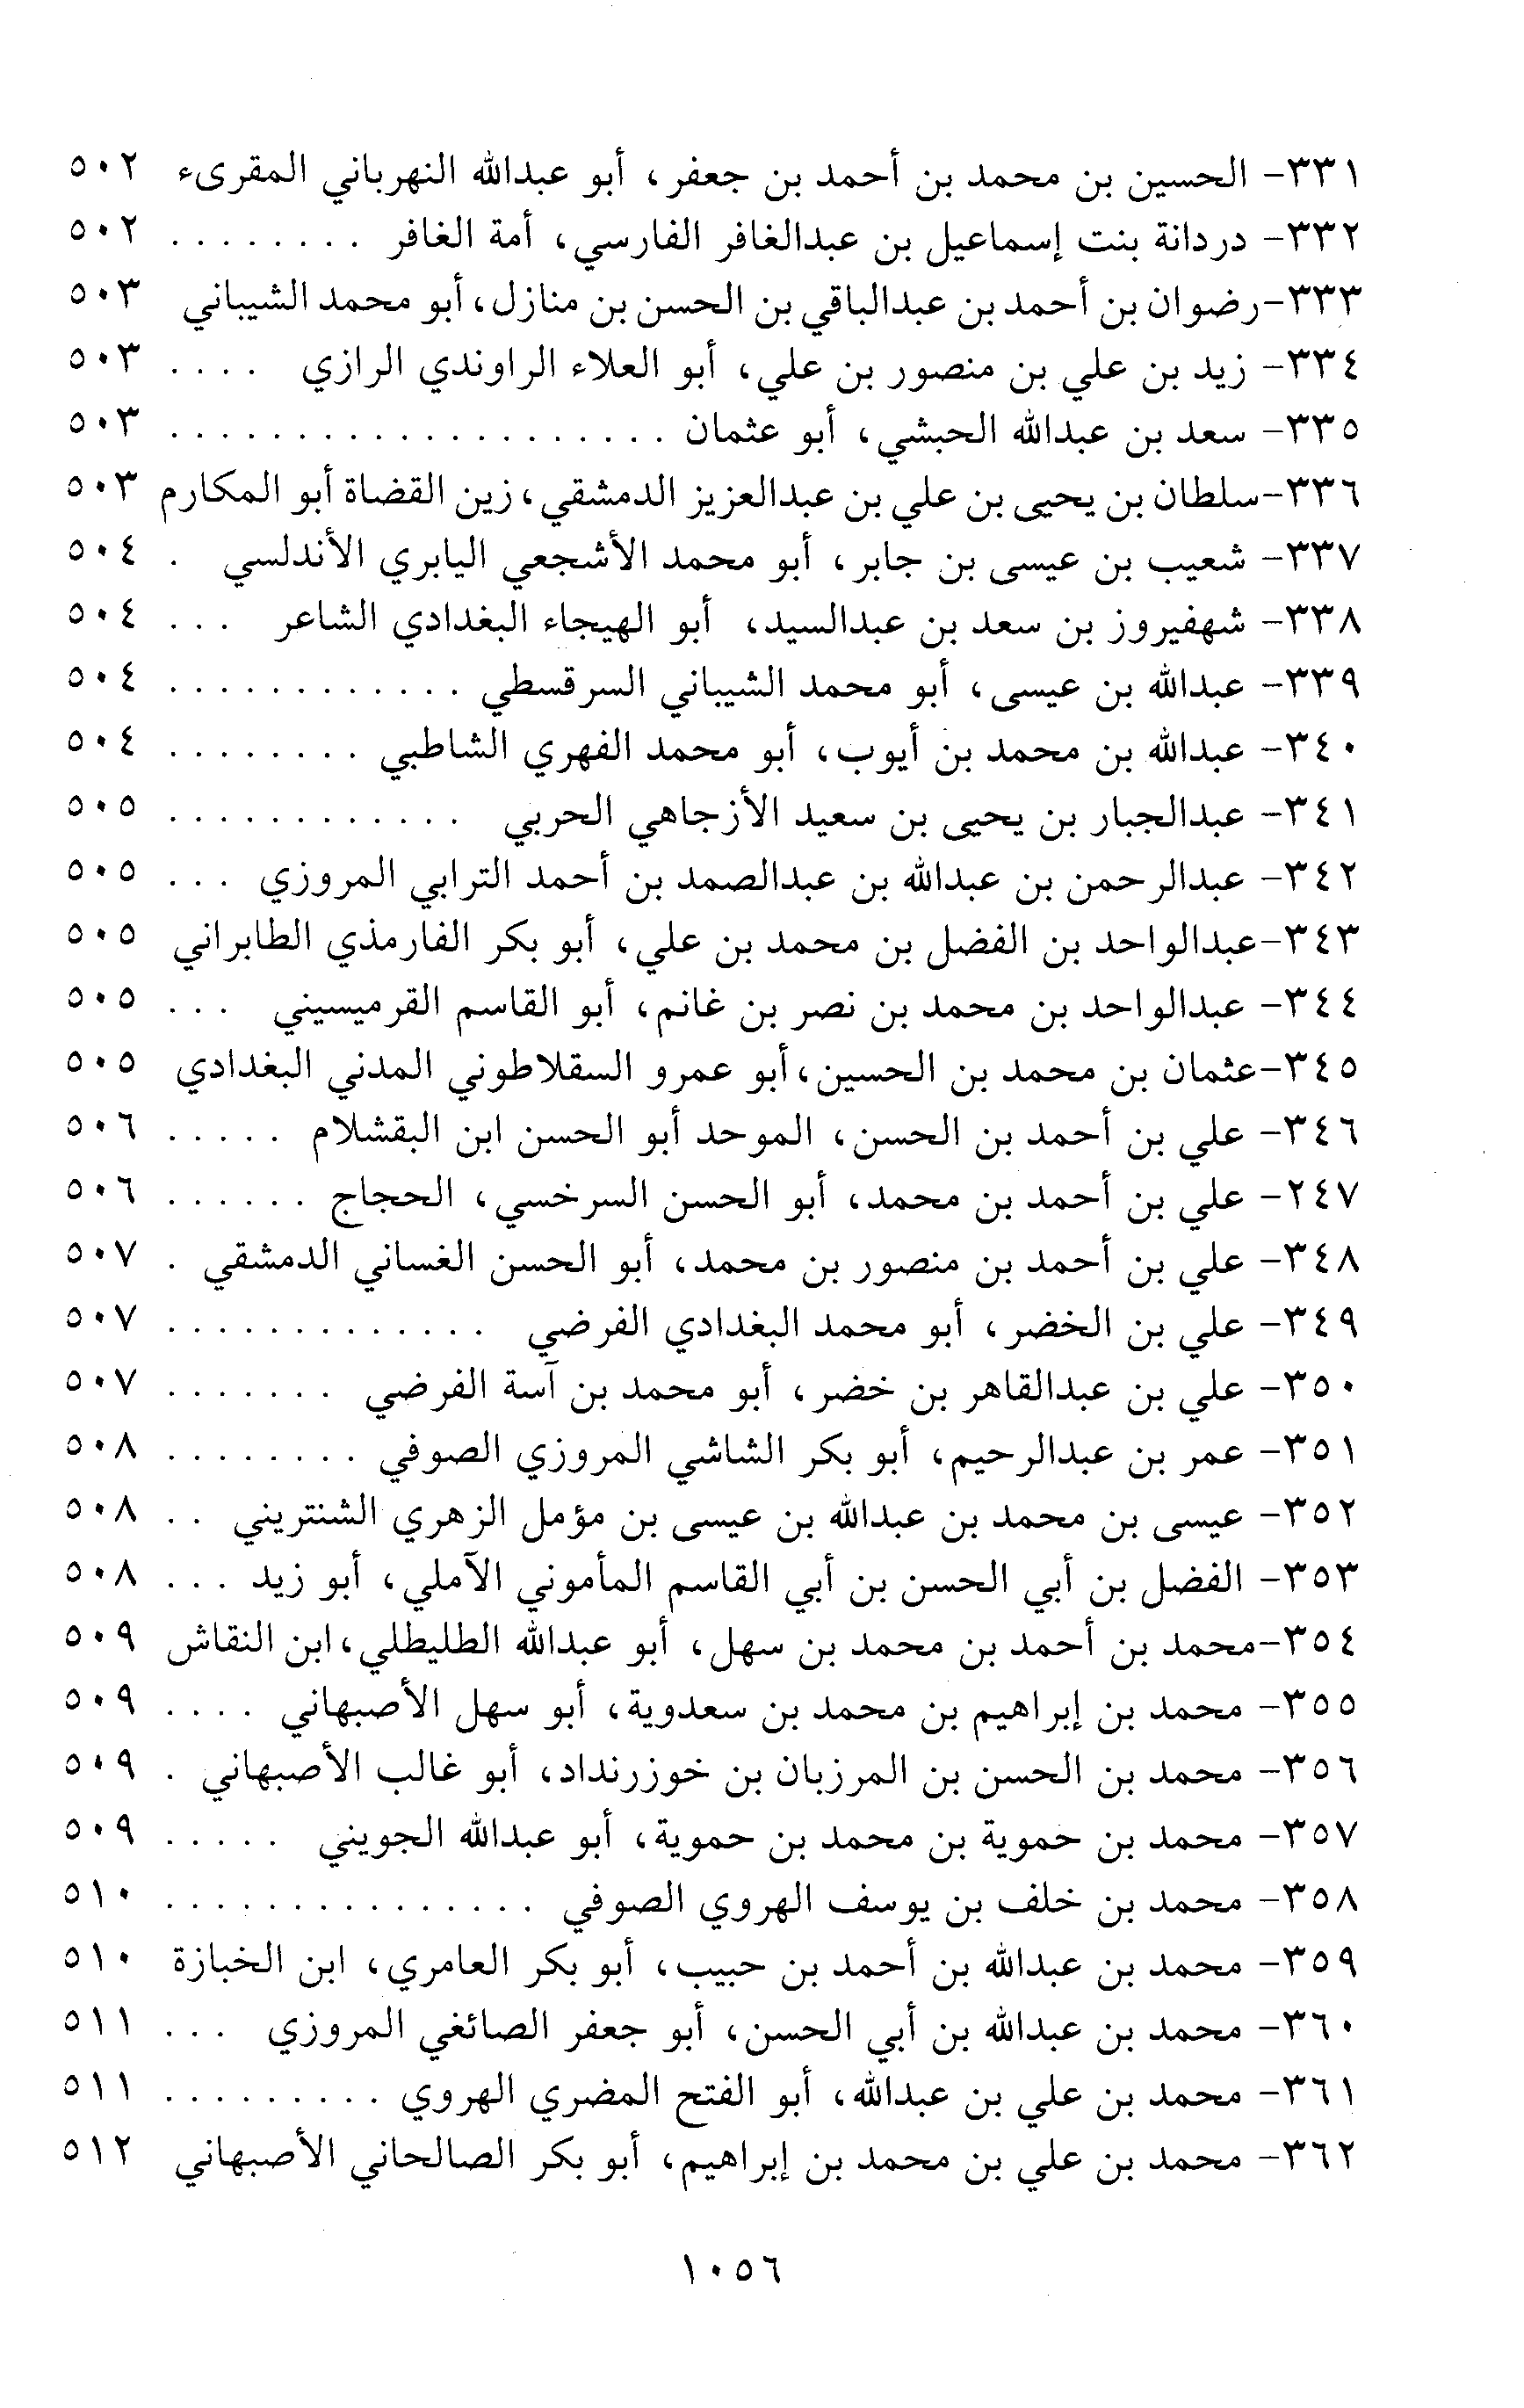 ٣٣١- الحسين بن محمد بن أحمد بن جعفر، أبو عبدالله النهرباني المقرىء ٥٠٢
٣٣٢- دردانة بنت إسماعيل بن عبدالغافر الفارسي، أمة الغافر ........ ٥٠٢
٣٣٣-رضوان بن أحمد بن عبدالباقي بن الحسن بن منازل، أبو محمد الشيباني ٥٠٣
٣٣٤- زيد بن علي بن منصور بن علي، أبو العلاء الراوندي الرازي .... ٥٠٣
٣٣٥- سعد بن عبدالله الحبشي، أبو عثمان .................... ٥٠٣
٣٣٦-سلطان بن يحيى بن علي بن عبدالعزيز الدمشقي، زين القضاة أبو المكارم ٥٠٣
٣٣٧- شعيب بن عيسى بن جابر، أبو محمد الأشجعي اليابري الأندلسي . ٥٠٤
٣٣٨- شهفيروز بن سعد بن عبدالسيد، أبو الهيجاء البغدادي الشاعر ... ٥٠٤
٣٣٩- عبدالله بن عيسى، أبو محمد الشيباني السرقسطي ............ ٥٠٤
٣٤٠- عبدالله بن محمد بن أيوب، أبو محمد الفهري الشاطبي ........ ٥٠٤
٣٤١- عبدالجبار بن يحيى بن سعيد الأزجاهي الحربي ............ ٥٠٥
٣٤٢- عبدالرحمن بن عبدالله بن عبدالصمد بن أحمد الترابي المروزي ... ٥٠٥
٣٤٣-عبدالواحد بن الفضل بن محمد بن علي، أبو بكر الفارمذي الطابراني ٥٠٥
٣٤٤- عبدالواحد بن محمد بن نصر بن غانم، أبو القاسم القرميسيني ... ٥٠٥
٣٤٥-عثمان بن محمد بن الحسين، أبو عمرو السقلاطوني المدني البغدادي ٥٠٥
٣٤٦- علي بن أحمد بن الحسن، الموحد أبو الحسن ابن البقشلام ..... ٥٠٦
٢٤٧- علي بن أحمد بن محمد، أبو الحسن السرخسي، الحجاج ...... ٥٠٦
٣٤٨- علي بن أحمد بن منصور بن محمد، أبو الحسن الغساني الدمشقي . ٥٠٧
٣٤٩- علي بن الخضر، أبو محمد البغدادي الفرضي ............. ٥٠٧
٣٥٠- علي بن عبدالقاهر بن خضر، أبو محمد بن آسة الفرضي ....... ٥٠٧
٣٥١- عمر بن عبدالرحيم، أبو بكر الشاشي المروزي الصوفي ........ ٥٠٨
٣٥٢- عيسى بن محمد بن عبدالله بن عيسى بن مؤمل الزهري الشنتريني .. ٥٠٨
٣٥٣- الفضل بن أبي الحسن بن أبي القاسم المأموني الآملي، أبو زيد ... ٥٠٨
٣٥٤-محمد بن أحمد بن محمد بن سهل، أبو عبدالله الطليطلي، ابن النقاش ٥٠٩
٣٥٥- محمد بن إبراهيم بن محمد بن سعدوية، أبو سهل الأصبهاني .... ٥٠٩
٣٥٦- محمد بن الحسن بن المرزبان بن خوزرنداد، أبو غالب الأصبهاني . ٥٠٩
٣٥٧- محمد بن حموية بن محمد بن حموية، أبو عبدالله الجويني ..... ٥٠٩
٣٥٨- محمد بن خلف بن يوسف الهروي الصوفي ............... ٥١٠
٣٥٩- محمد بن عبدالله بن أحمد بن حبيب، أبو بكر العامري، ابن الخبازة ٥١٠
٣٦٠- محمد بن عبدالله بن أبي الحسن، أبو جعفر الصائغي المروزي ... ٥١١
٣٦١- محمد بن علي بن عبدالله، أبو الفتح المضري الهروي ......... ٥١١
٣٦٢- محمد بن علي بن محمد بن إبراهيم، أبو بكر الصالحاني الأصبهاني ٥١٢
١٠٥٦